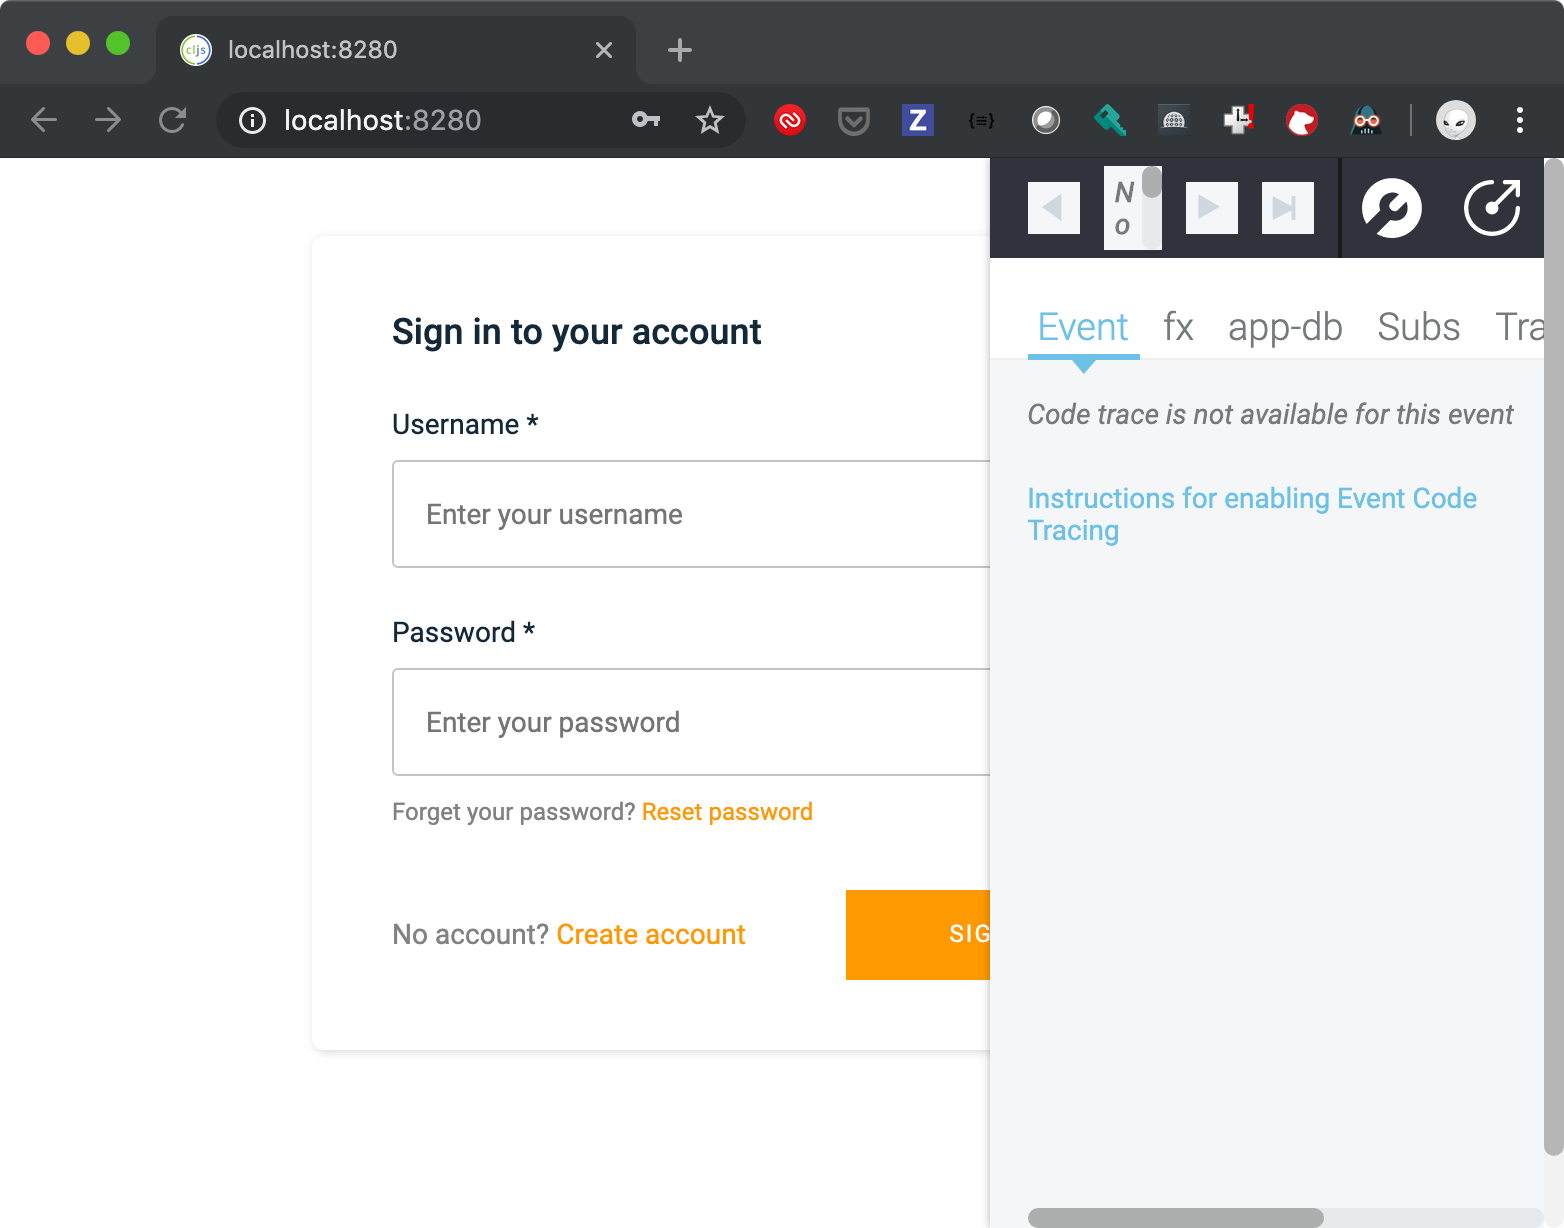 cljs
localhost:8280
localhost:8280
Z
No
Event fx app-db Subs Tra
Code trace is not available for this event
Instructions for enabling Event Code
Tracing
Sign in to your account
Username *
Enter your username
Password *
Enter your password
Forget your password? Reset password
No account? Create account
SIG